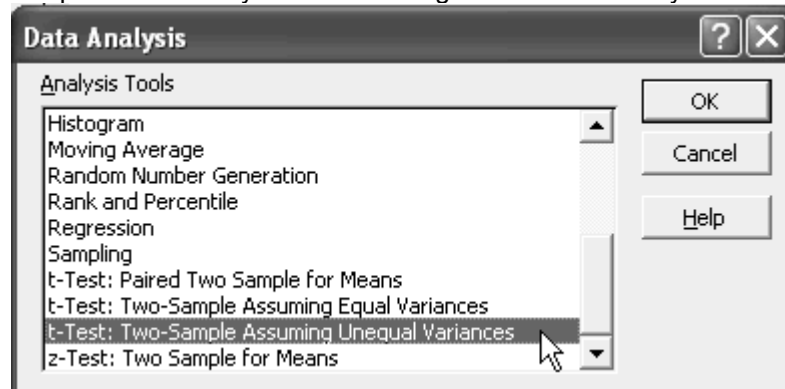 Data Analysis
Analysis Tools
Histogram
Moving Average
Random Number Generation
Rank and Percentile
Regression
Sampling
t-Test: Paired Two Sample for Means
t-Test: Two-Sample Assuming Equal Variances
t-Test: Two-Sample Assuming Unequal Variances
z-Test: Two Sample for Means
OK
Cancel
Help